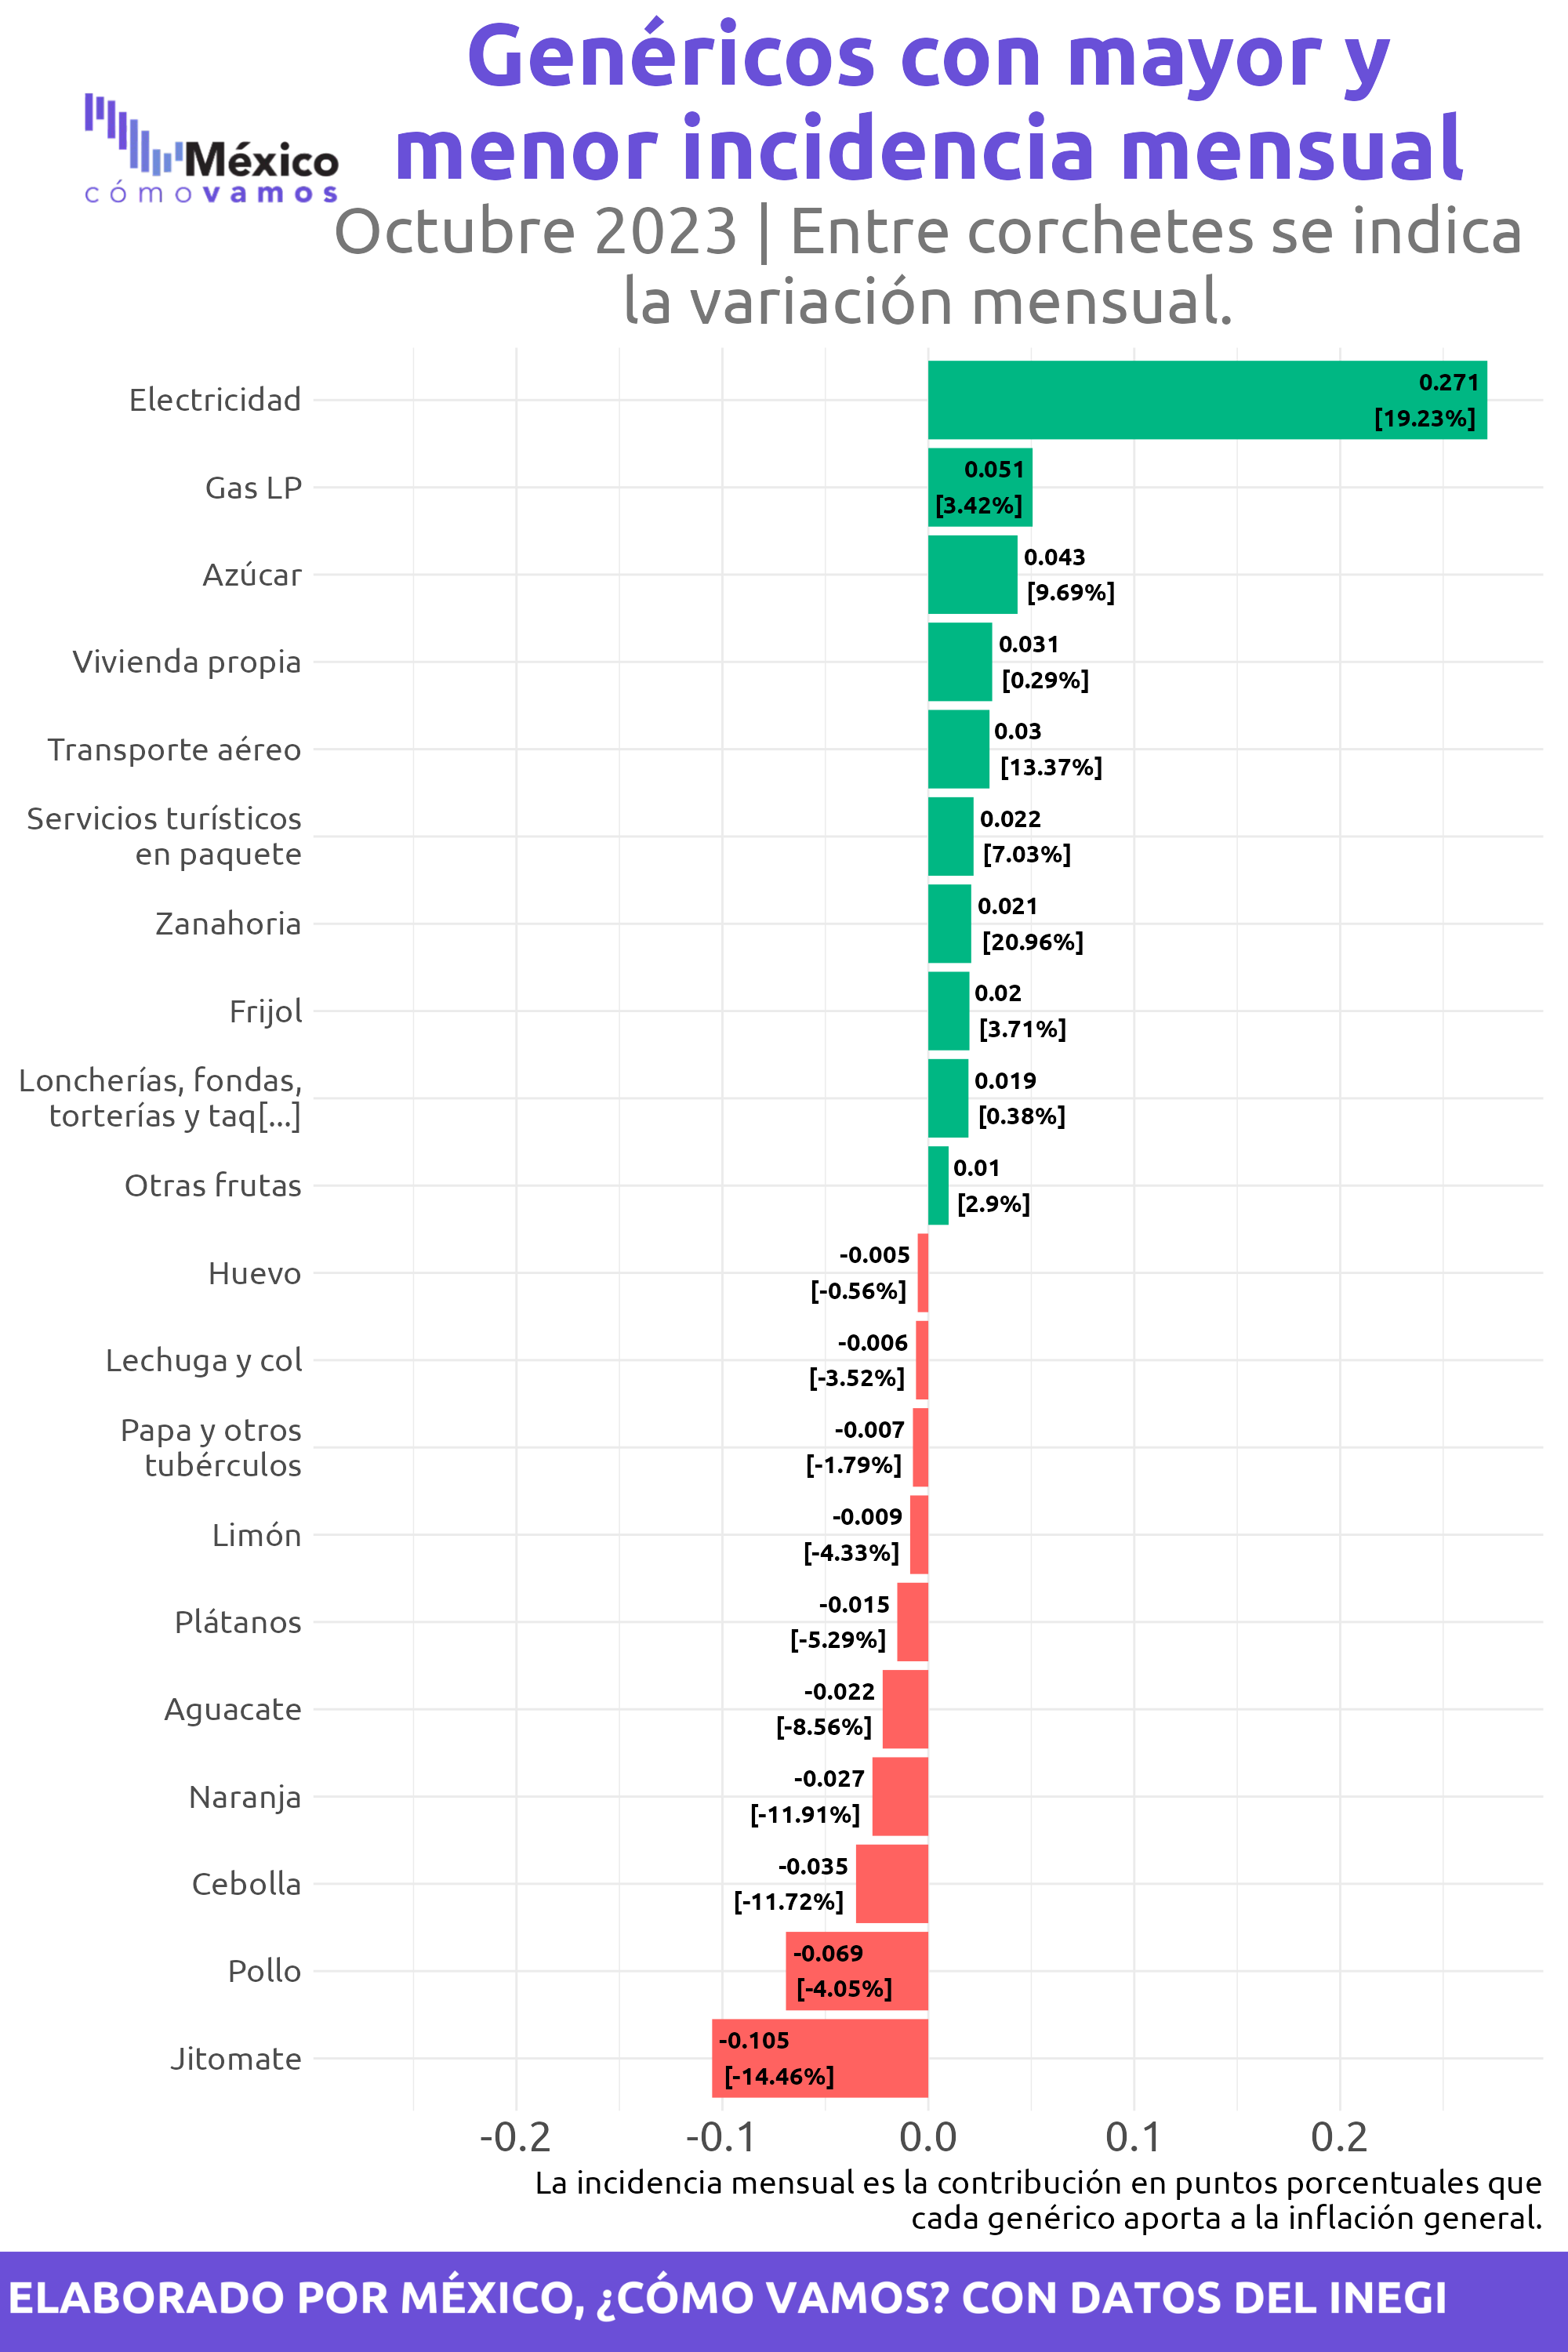 Genéricos con mayor y
menor incidencia mensual
México
cómo vamos
Octubre 2023 | Entre corchetes se indica
la variación mensual.
Electricidad
0.271
[19.23%]
Gas LP
0.051
[3.42%]
Azúcar
0.043
[9.69%]
Vivienda propia
0.031
[0.29%]
Transporte aéreo
0.03
[13.37%]
Servicios turísticos
en paquete
0.022
[7.03%]
Zanahoria
0.021
[20.96%]
Frijol
0.02
[3.71%]
Loncherías, fondas,
torterías y taq[...]
0.019
[0.38%]
Otras frutas
0.01
[2.9%]
Huevo
-0.005
[-0.56%]
Lechuga y col
-0.006
[-3.52%]
Papa y otros
tubérculos
-0.007
[-1.79%]
Limón
-0.009
[-4.33%]
Plátanos
-0.015
[-5.29%]
Aguacate
-0.022
[-8.56%]
Naranja
-0.027
[-11.91%]
Cebolla
-0.035
[-11.72%]
Pollo
-0.069
[-4.05%]
Jitomate
-0.105
[-14.46%]
-0.2 -0.1 0.0 0.1 0.2
La incidencia mensual es la contribución en puntos porcentuales que
cada genérico aporta a la inflación general.
ELABORADO POR MÉXICO, ¿CÓMO VAMOS? CON DATOS DEL INEGI